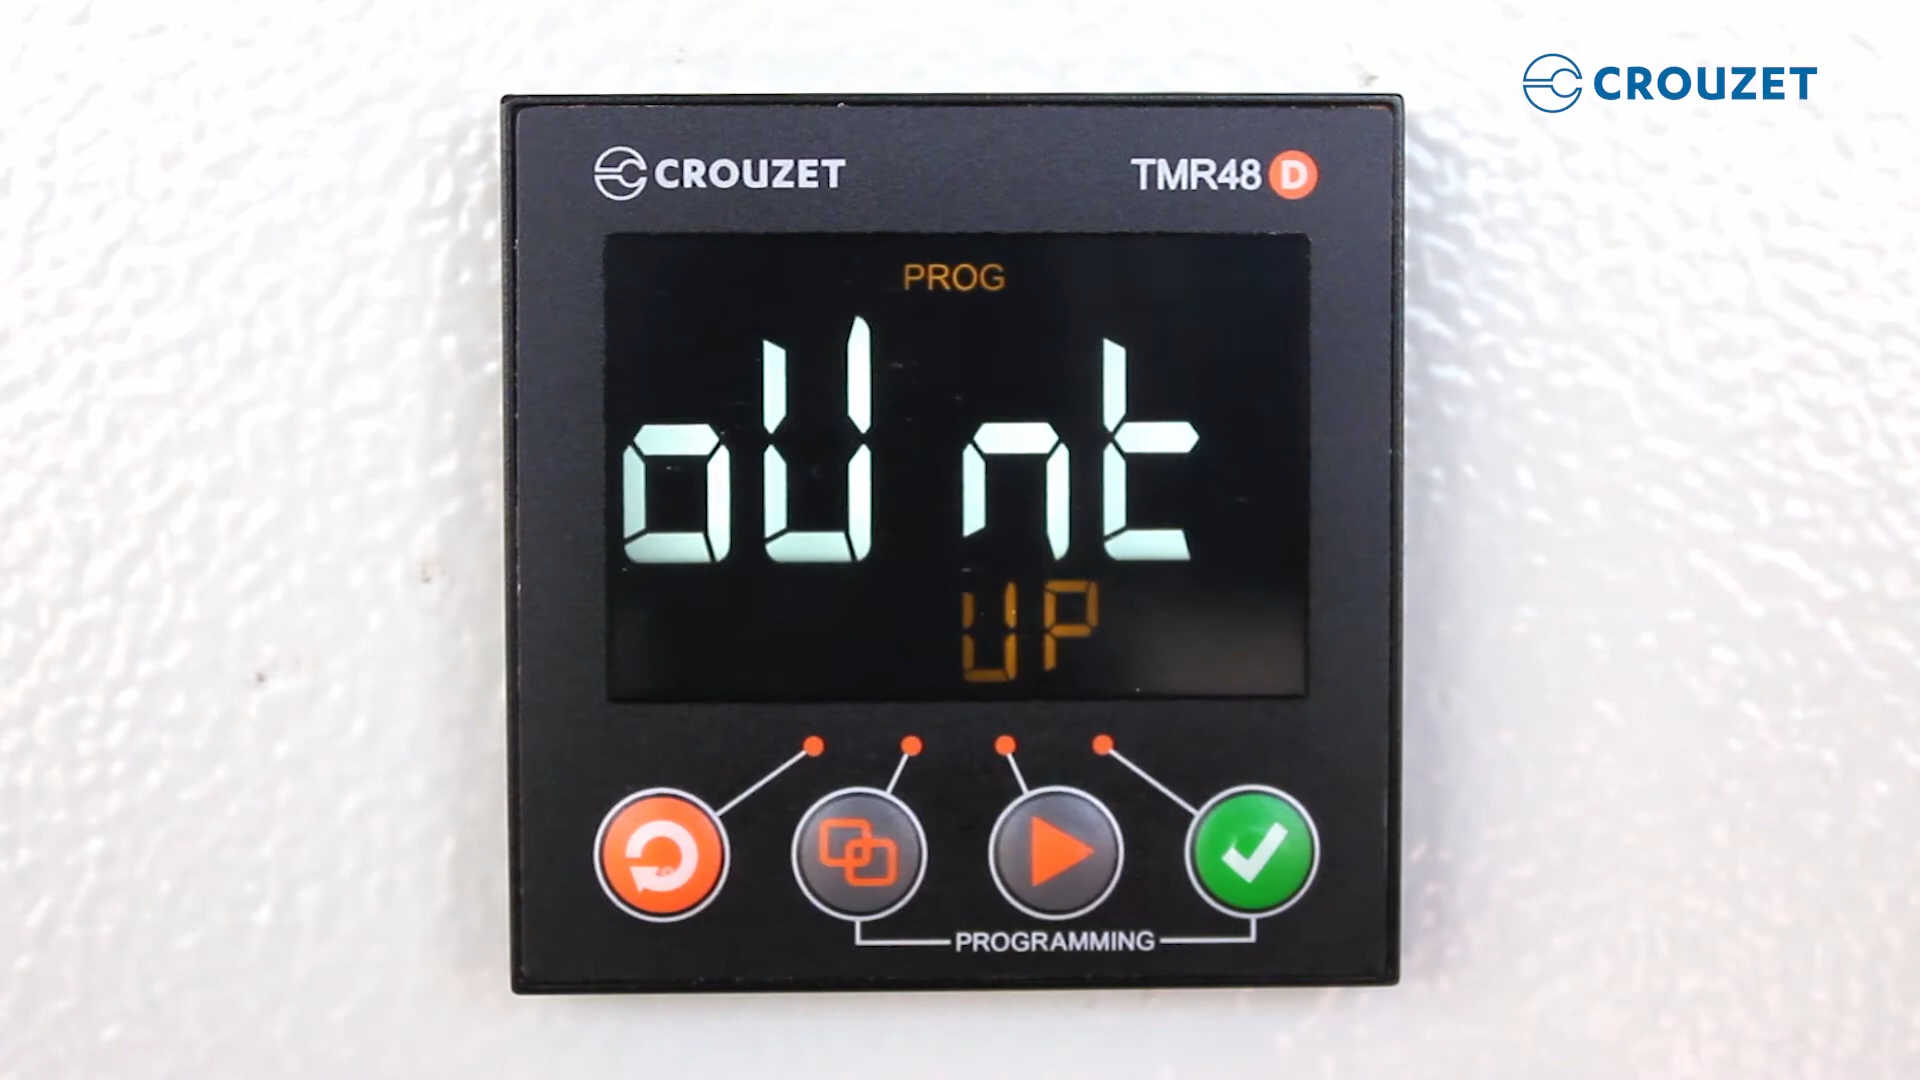 CROUZET
CROUZET TMR48 D
PROG
oUnt
UP
PROGRAMMING